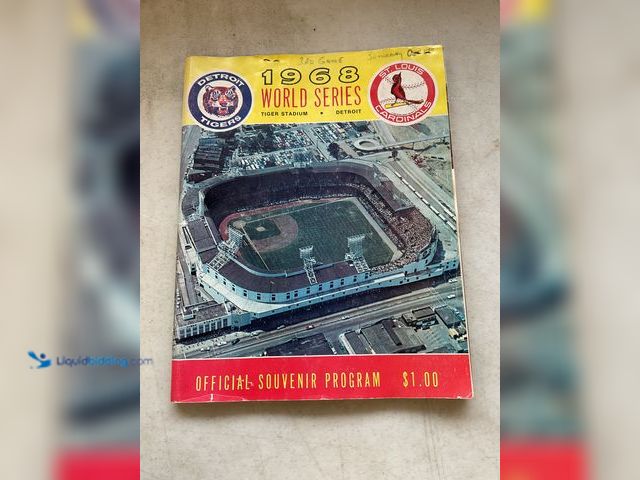 3RD GAME
1968
WORLD SERIES
TIGER STADIUM • DETROIT
DETROIT
TIGERS
ST. LOUIS
CARDINALS
OFFICIAL SOUVENIR PROGRAM $1.00
Liquidbidding.com